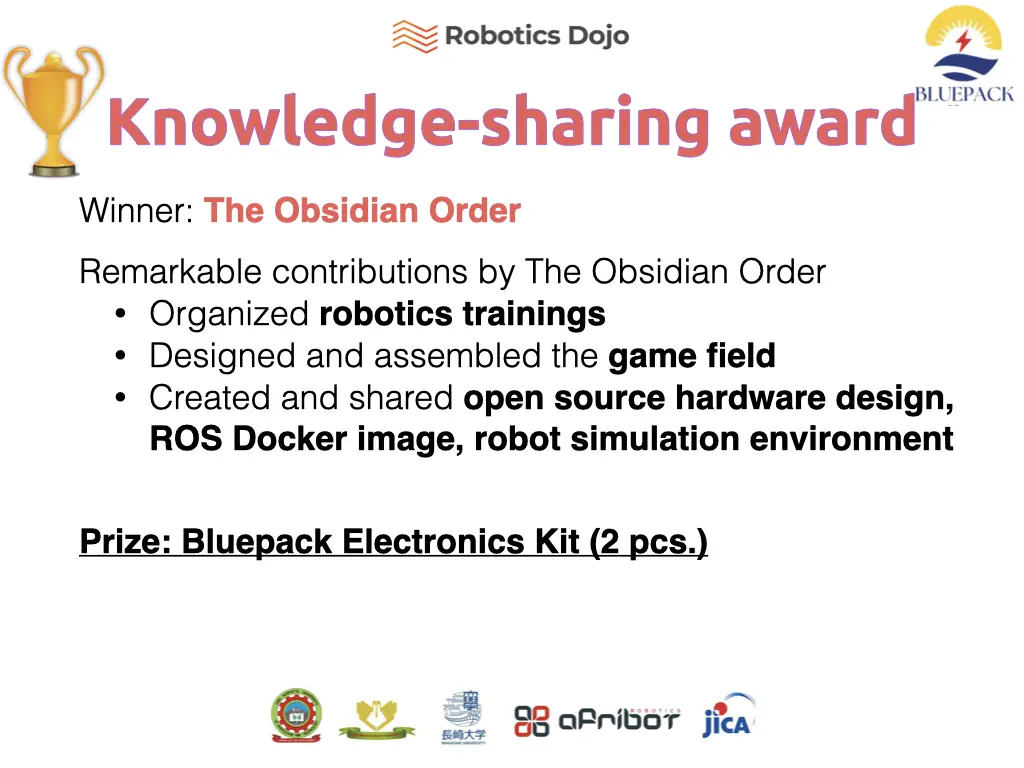 Robotics Dojo
BLUEPACK
Knowledge-sharing award
Winner: The Obsidian Order
Remarkable contributions by The Obsidian Order
• Organized robotics trainings
• Designed and assembled the game field
• Created and shared open source hardware design,
ROS Docker image, robot simulation environment
Prize: Bluepack Electronics Kit (2 pcs.)
長崎大学
NAGASAKI UNIVERSITY
ROBOTICS
afribot
jica